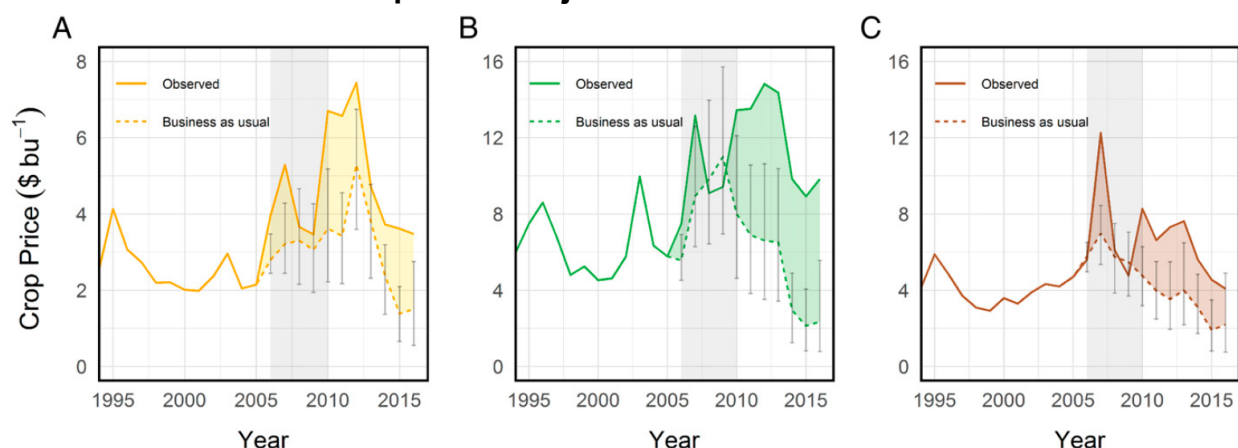 A
B
C
Crop Price ($ bu⁻¹)
8
6
4
2
0
Observed
Business as usual
1995 2000 2005 2010 2015
Year
16
12
8
4
0
Observed
Business as usual
1995 2000 2005 2010 2015
Year
16
12
8
4
0
Observed
Business as usual
1995 2000 2005 2010 2015
Year